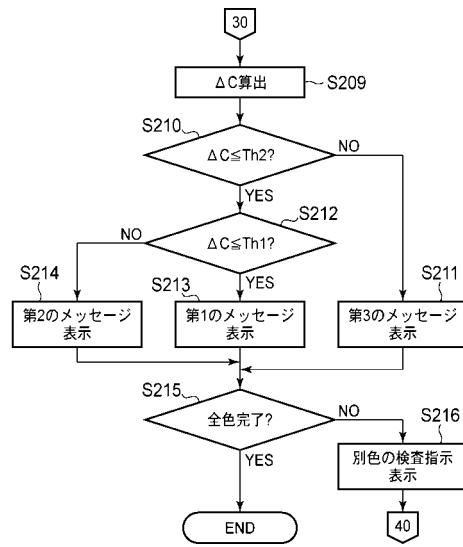 30
ΔC算出
S209
S210
ΔC≦Th2?
NO
YES
S212
ΔC≦Th1?
NO
YES
S214
第2のメッセージ
表示
S213
第1のメッセージ
表示
S211
第3のメッセージ
表示
S215
全色完了?
NO
YES
S216
別色の検査指示
表示
END
40